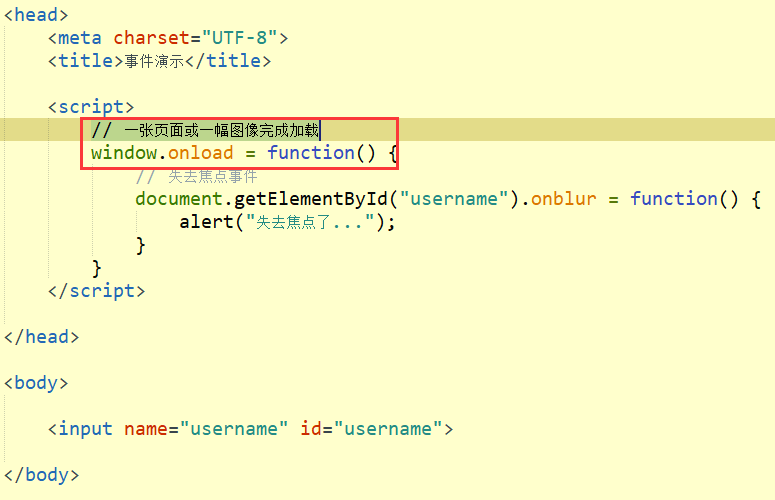 <head>
<meta charset="UTF-8">
<title>事件演示</title>
<script>
// 一张页面或一幅图像完成加载
window.onload = function() {
// 失去焦点事件
document.getElementById("username").onblur = function() {
alert("失去焦点了...");
}
}
</script>
</head>
<body>
<input name="username" id="username">
</body>